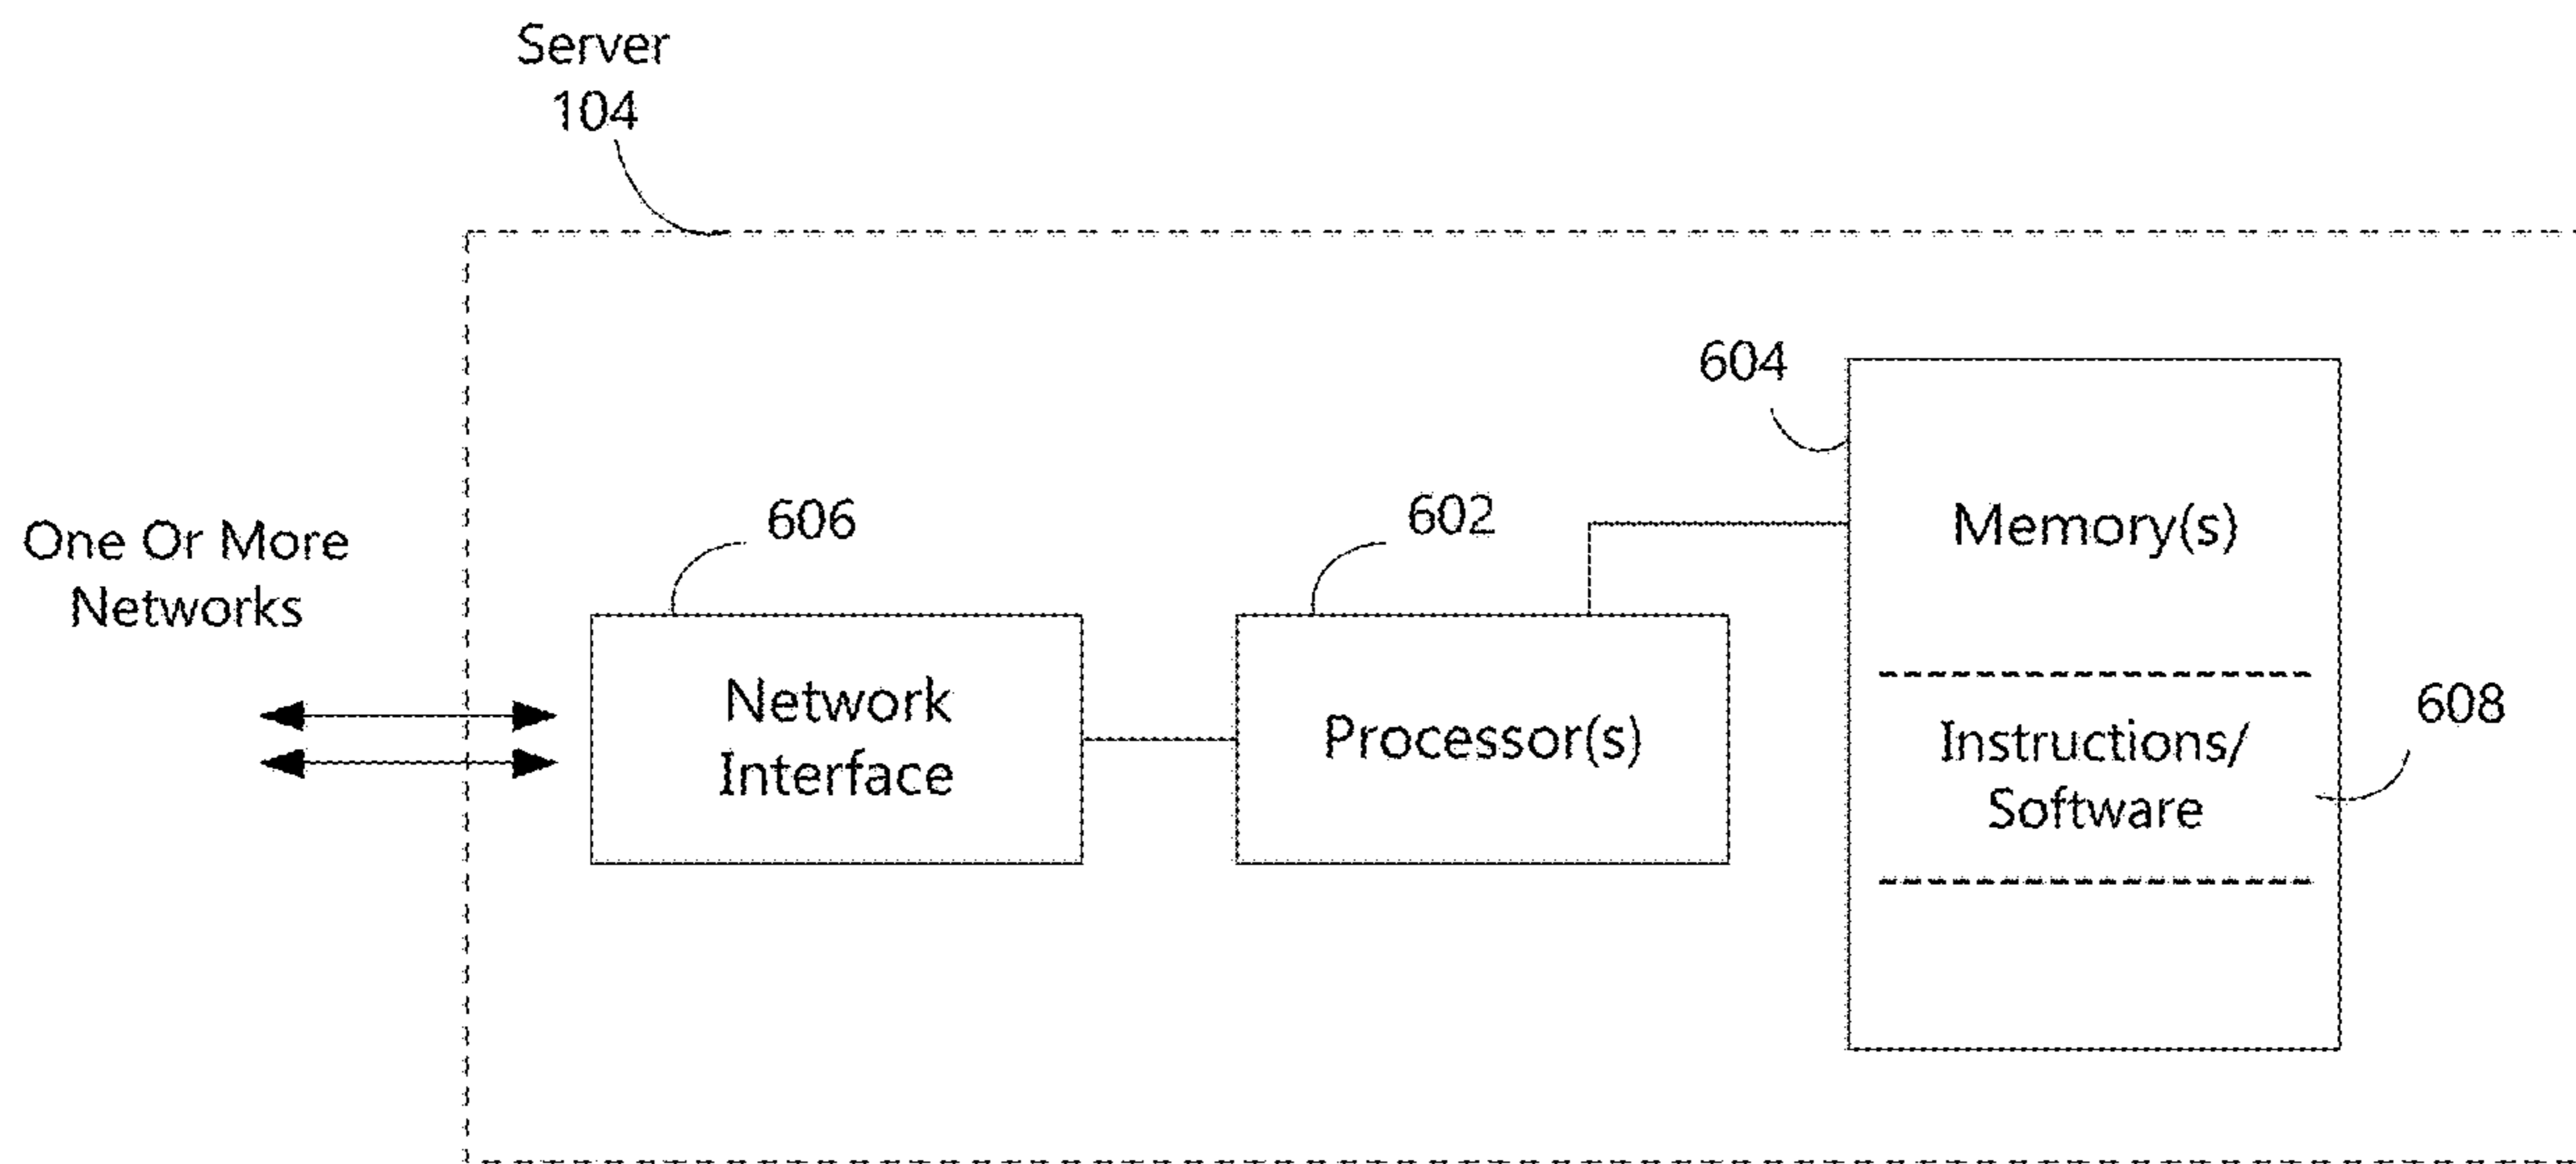 Server
104
One Or More
Networks
606
Network
Interface
602
Processor(s)
604
Memory(s)
Instructions/
Software
608